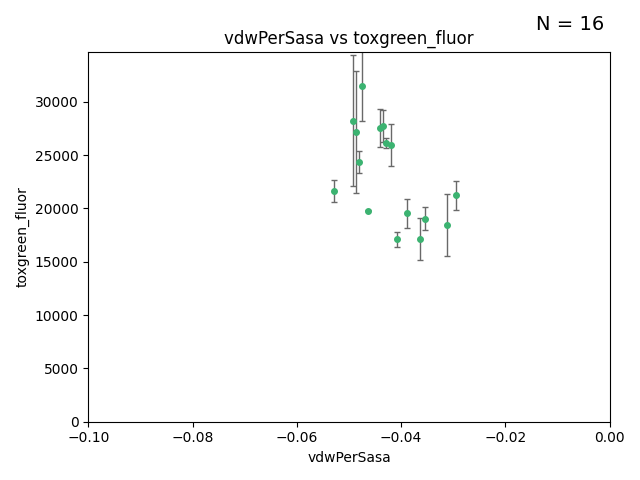 N = 16
vdwPerSasa vs toxgreen_fluor
30000
25000
20000
15000
10000
5000
0
toxgreen_fluor
−0.10 −0.08 −0.06 −0.04 −0.02 0.00
vdwPerSasa